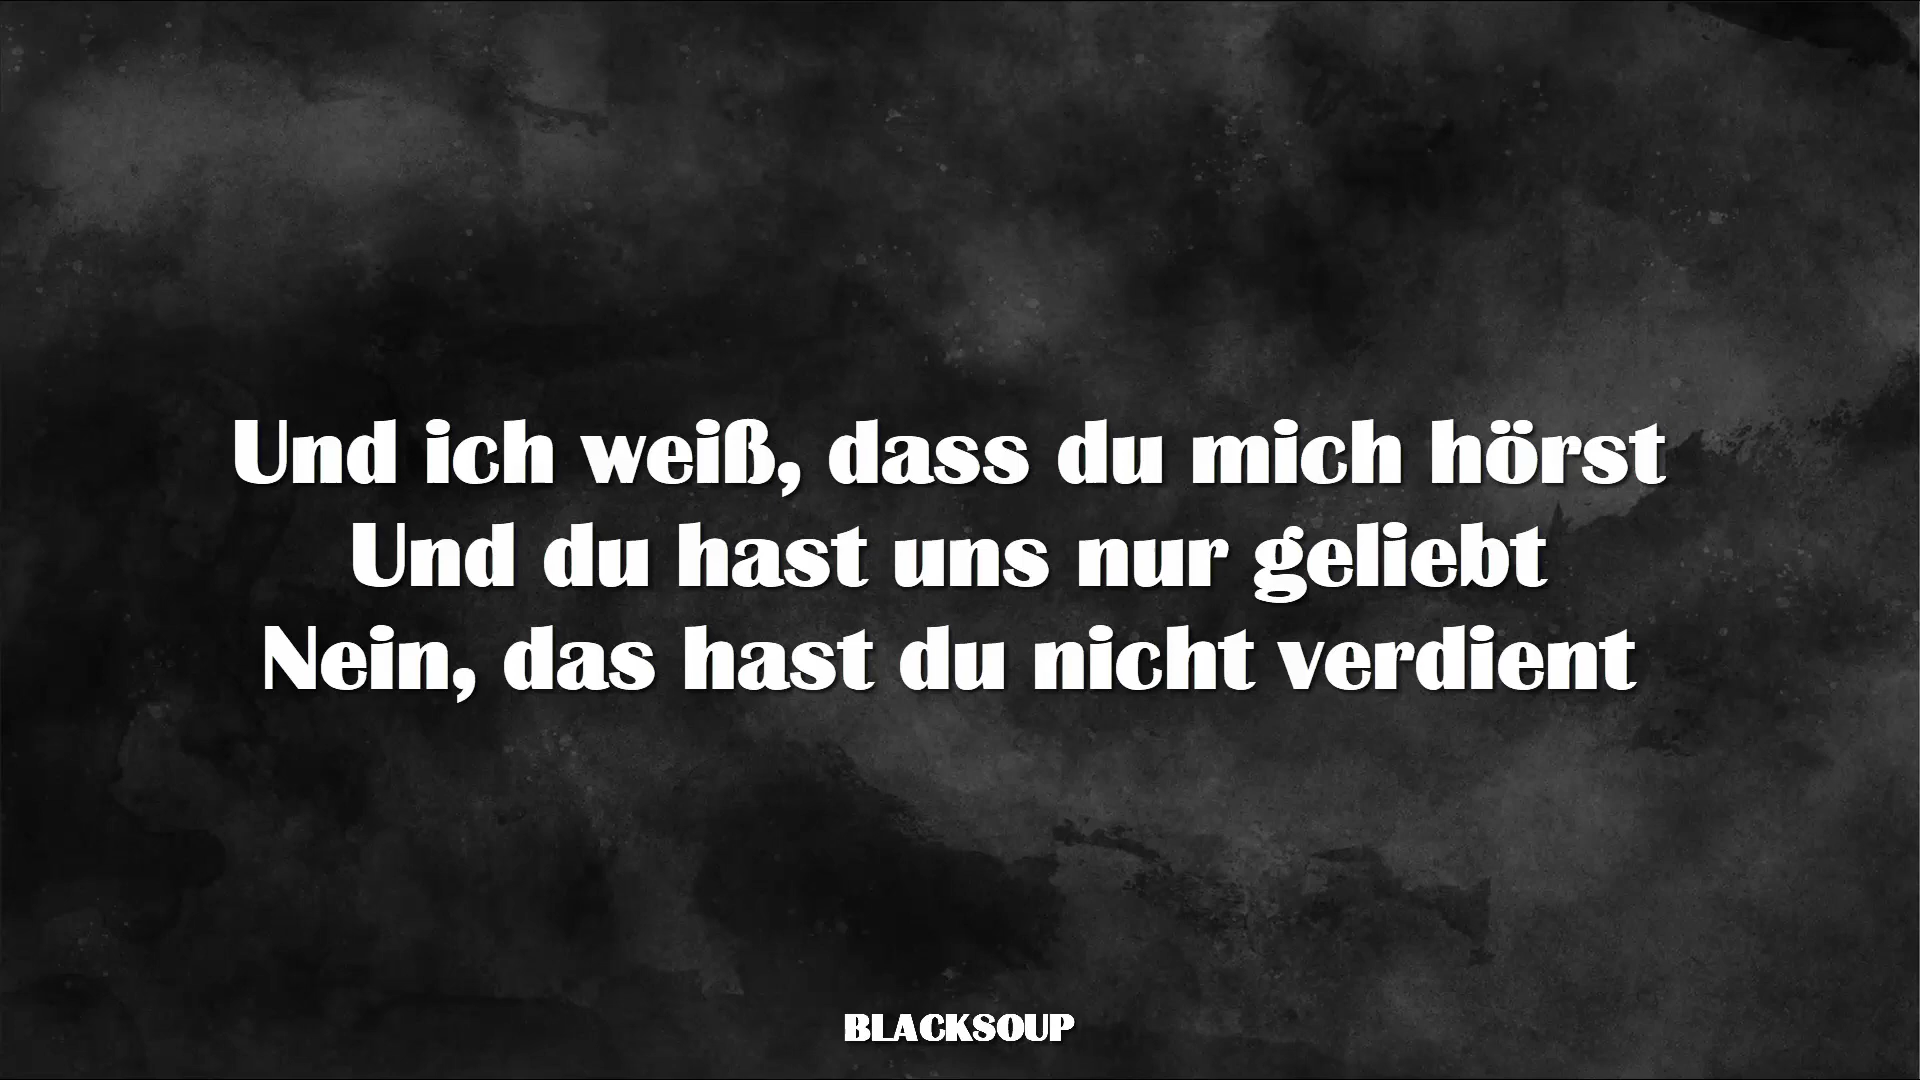 Und ich weiß, dass du mich hörst
Und du hast uns nur geliebt
Nein, das hast du nicht verdient
BLACKSOUP